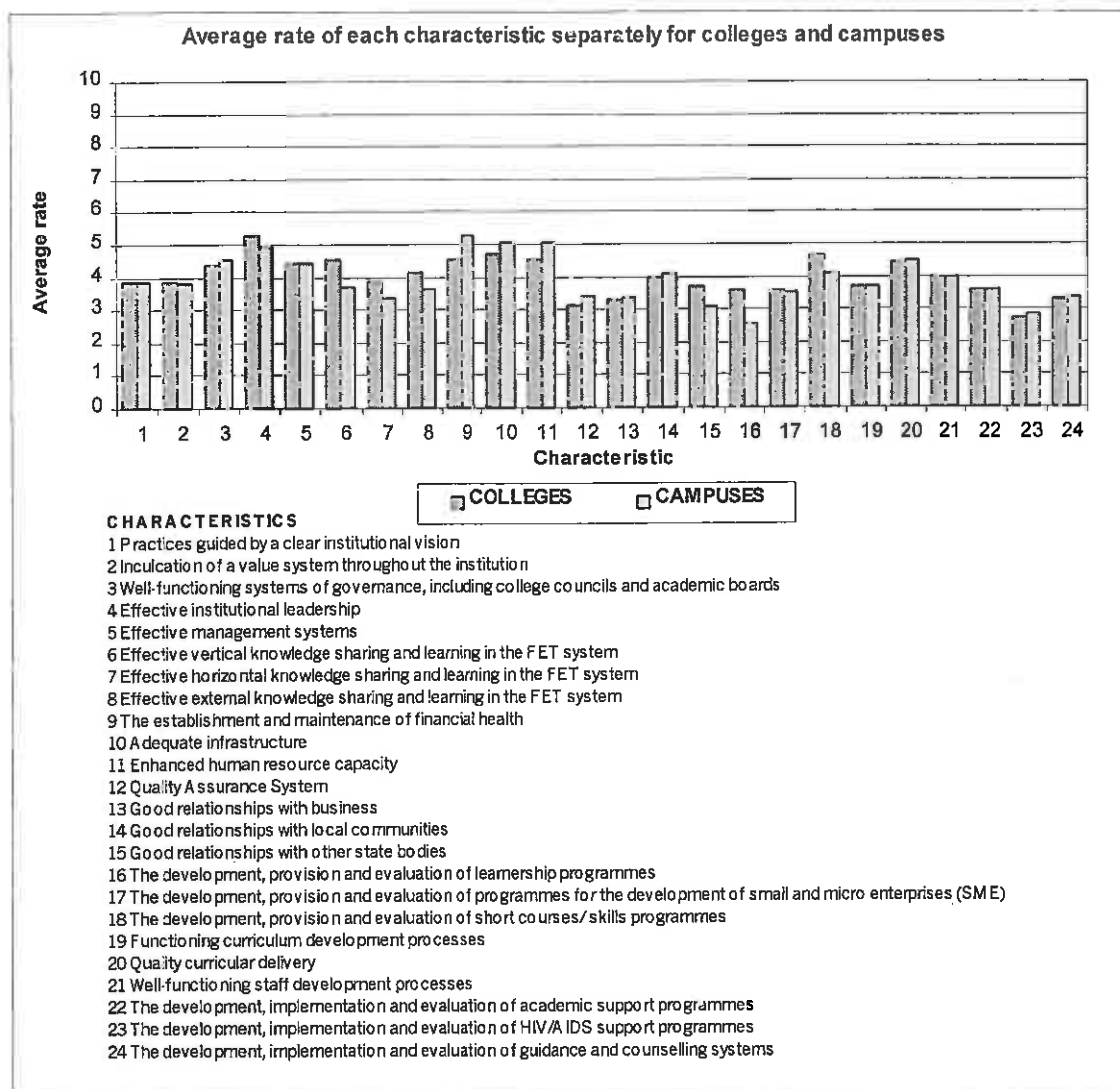 Average rate of each characteristic separately for colleges and campuses
10
9
8
7
6
5
4
3
2
1
0
Average rate
1 2 3 4 5 6 7 8 9 10 11 12 13 14 15 16 17 18 19 20 21 22 23 24
Characteristic
COLLEGES CAMPUSES
CHARACTERISTICS
1 Practices guided by a clear institutional vision
2 Inculcation of a value system throughout the institution
3 Well-functioning systems of governance, including college councils and academic boards
4 Effective institutional leadership
5 Effective management systems
6 Effective vertical knowledge sharing and learning in the FET system
7 Effective horizontal knowledge sharing and learning in the FET system
8 Effective external knowledge sharing and learning in the FET system
9 The establishment and maintenance of financial health
10 Adequate infrastructure
11 Enhanced human resource capacity
12 Quality Assurance System
13 Good relationships with business
14 Good relationships with local communities
15 Good relationships with other state bodies
16 The development, provision and evaluation of learnership programmes
17 The development, provision and evaluation of programmes for the development of small and micro enterprises (SME)
18 The development, provision and evaluation of short courses/skills programmes
19 Functioning curriculum development processes
20 Quality curricular delivery
21 Well-functioning staff development processes
22 The development, implementation and evaluation of academic support programmes
23 The development, implementation and evaluation of HIV/AIDS support programmes
24 The development, implementation and evaluation of guidance and counselling systems